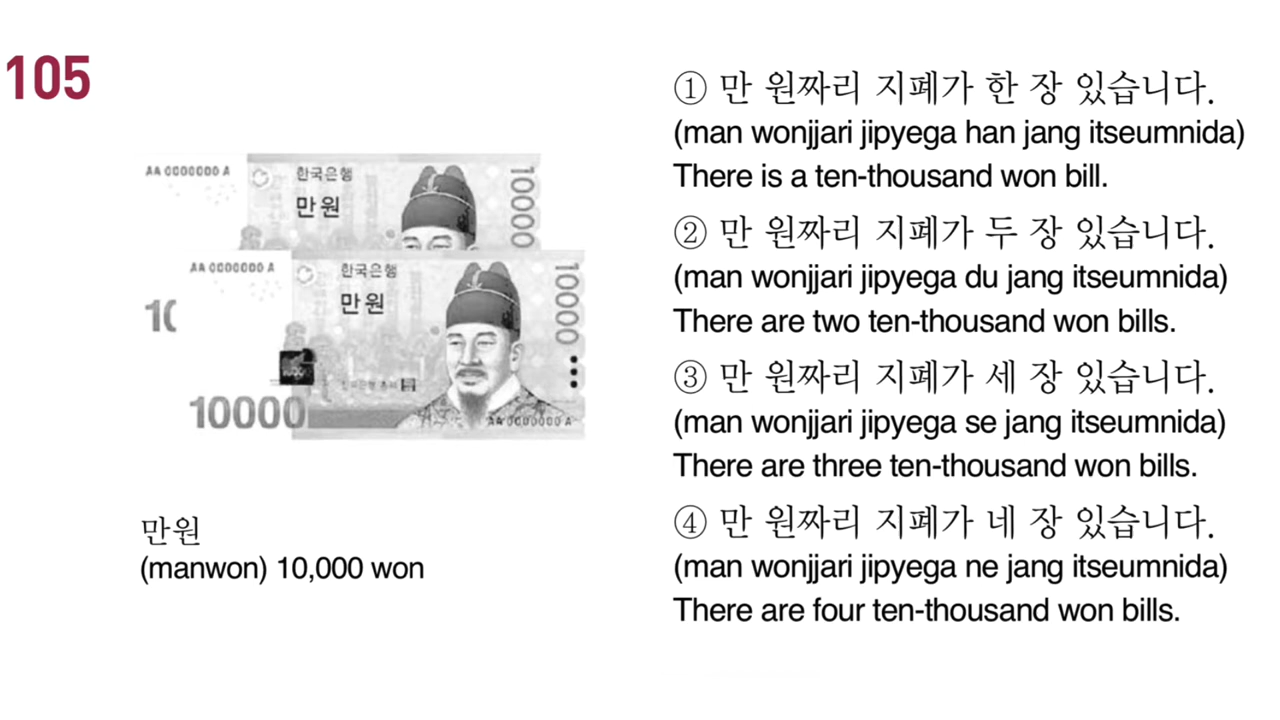 105
AA 0000000 A
한국은행
만원
10000
AA 0000000 A
한국은행
만원
10000
10
10000
AA 0000000 A
만원
(manwon) 10,000 won
① 만 원짜리 지폐가 한 장 있습니다.
(man wonjjari jipyega han jang itseumnida)
There is a ten-thousand won bill.
② 만 원짜리 지폐가 두 장 있습니다.
(man wonjjari jipyega du jang itseumnida)
There are two ten-thousand won bills.
③ 만 원짜리 지폐가 세 장 있습니다.
(man wonjjari jipyega se jang itseumnida)
There are three ten-thousand won bills.
④ 만 원짜리 지폐가 네 장 있습니다.
(man wonjjari jipyega ne jang itseumnida)
There are four ten-thousand won bills.